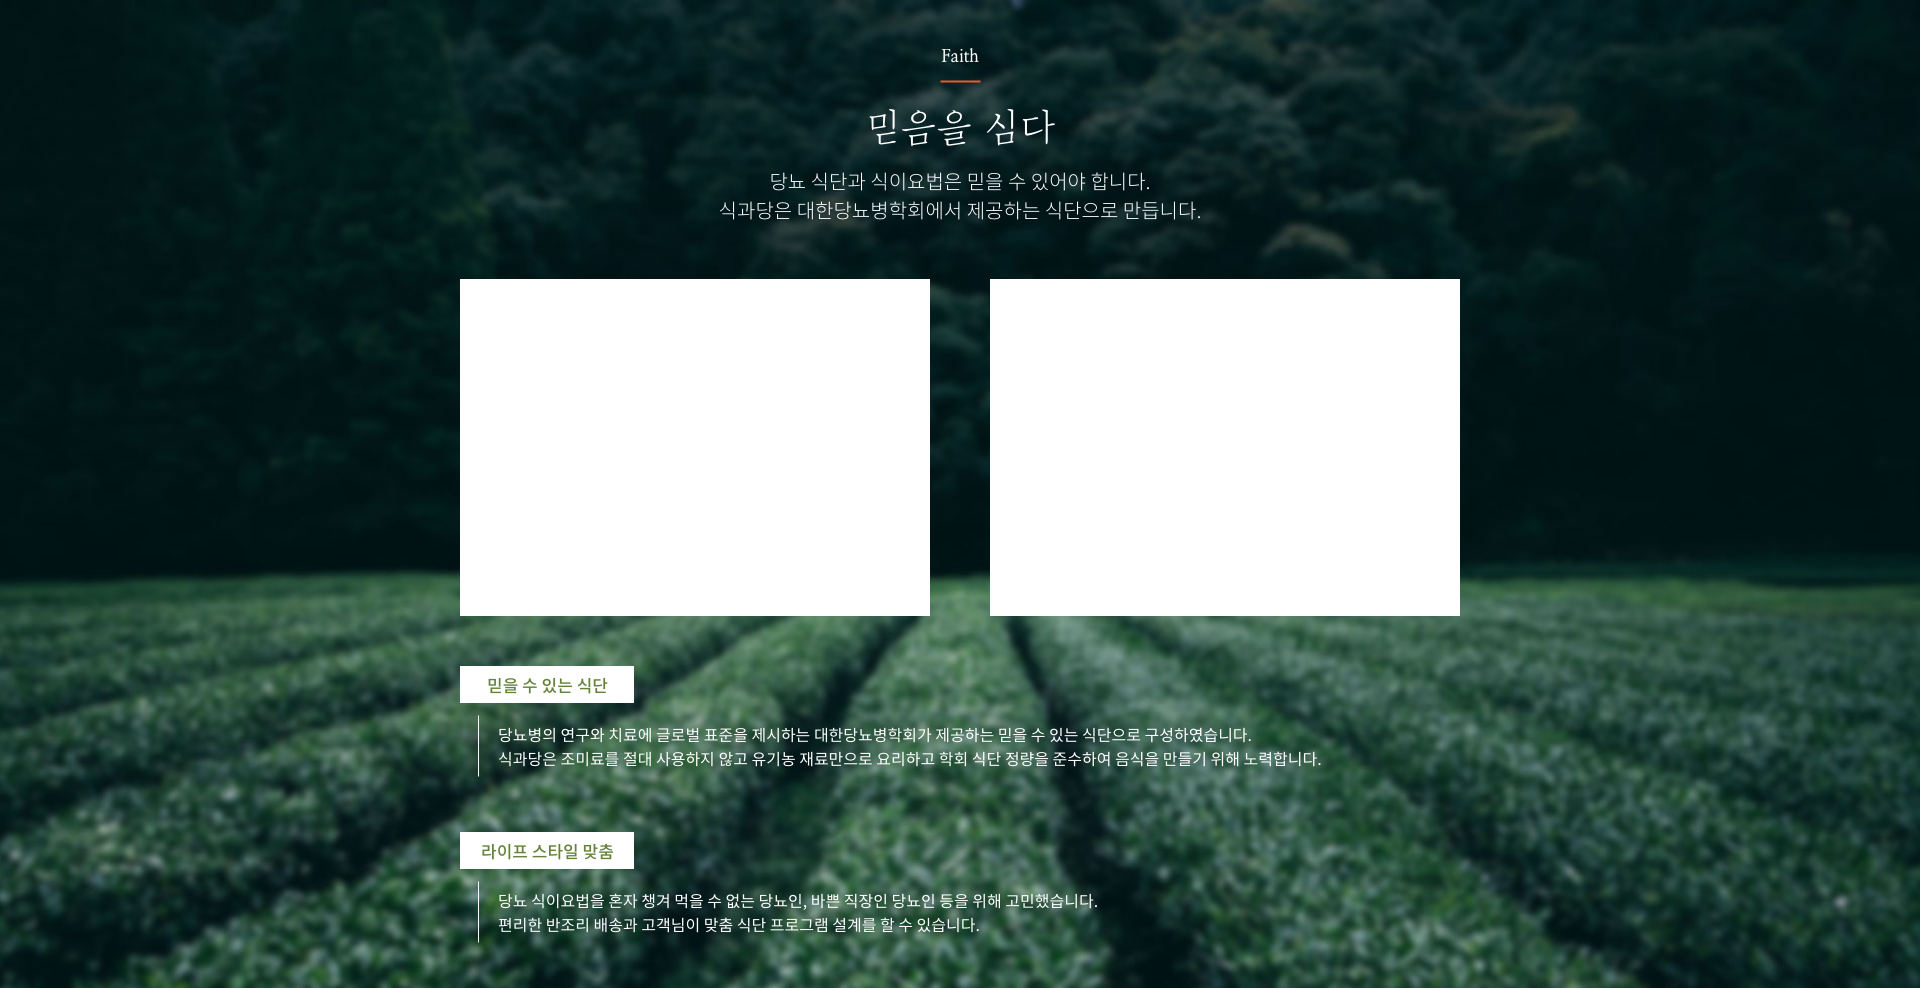 Faith
믿음을 심다
당뇨 식단과 식이요법은 믿을 수 있어야 합니다.
식과당은 대한당뇨병학회에서 제공하는 식단으로 만듭니다.
믿을 수 있는 식단
당뇨병의 연구와 치료에 글로벌 표준을 제시하는 대한당뇨병학회가 제공하는 믿을 수 있는 식단으로 구성하였습니다.
식과당은 조미료를 절대 사용하지 않고 유기농 재료만으로 요리하고 학회 식단 정량을 준수하여 음식을 만들기 위해 노력합니다.
라이프 스타일 맞춤
당뇨 식이요법을 혼자 챙겨 먹을 수 없는 당뇨인, 바쁜 직장인 당뇨인 등을 위해 고민했습니다.
편리한 반조리 배송과 고객님이 맞춤 식단 프로그램 설계를 할 수 있습니다.